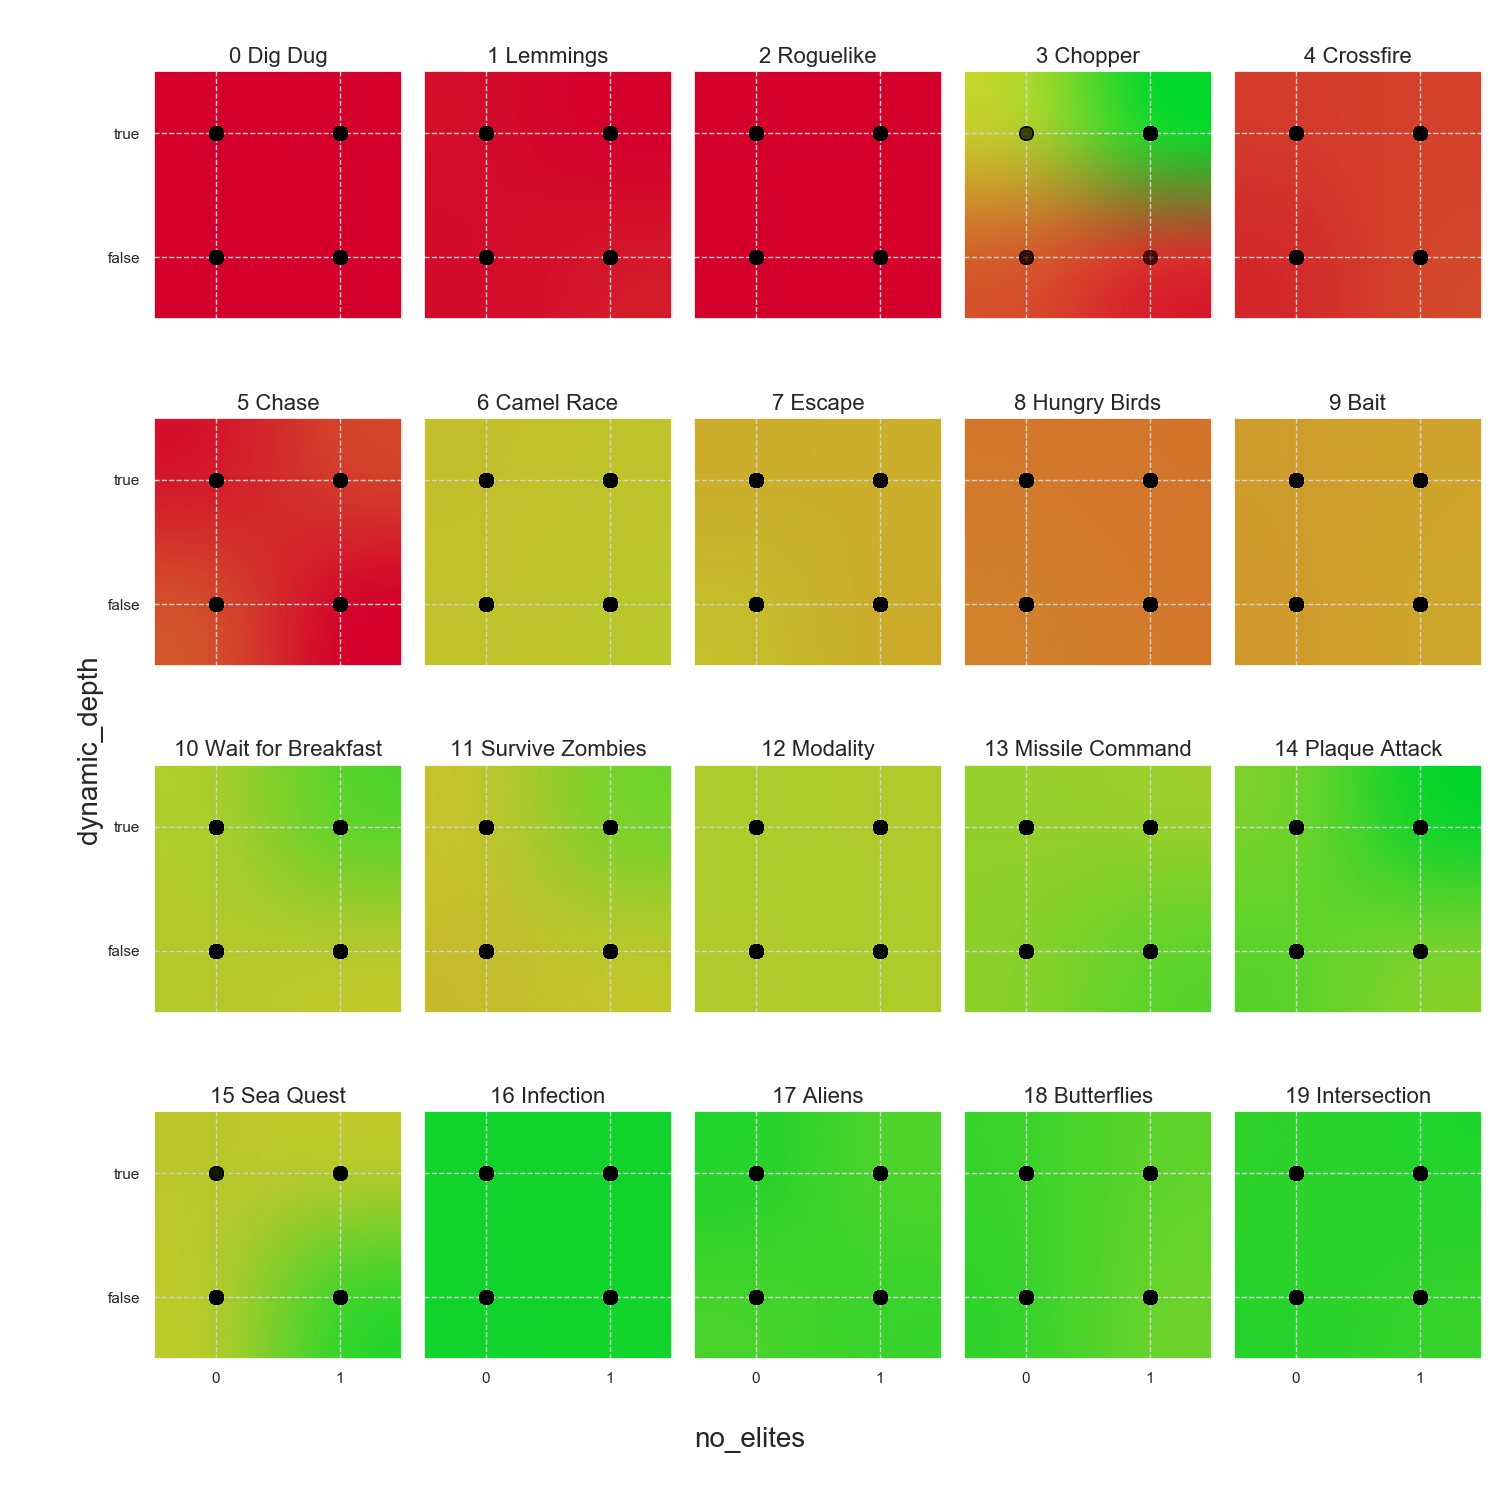 0 Dig Dug
1 Lemmings
2 Roguelike
3 Chopper
4 Crossfire
true
false
5 Chase
6 Camel Race
7 Escape
8 Hungry Birds
9 Bait
true
false
dynamic_depth
10 Wait for Breakfast
11 Survive Zombies
12 Modality
13 Missile Command
14 Plaque Attack
true
false
15 Sea Quest
16 Infection
17 Aliens
18 Butterflies
19 Intersection
true
false
0 1 0 1 0 1 0 1 0 1
no_elites